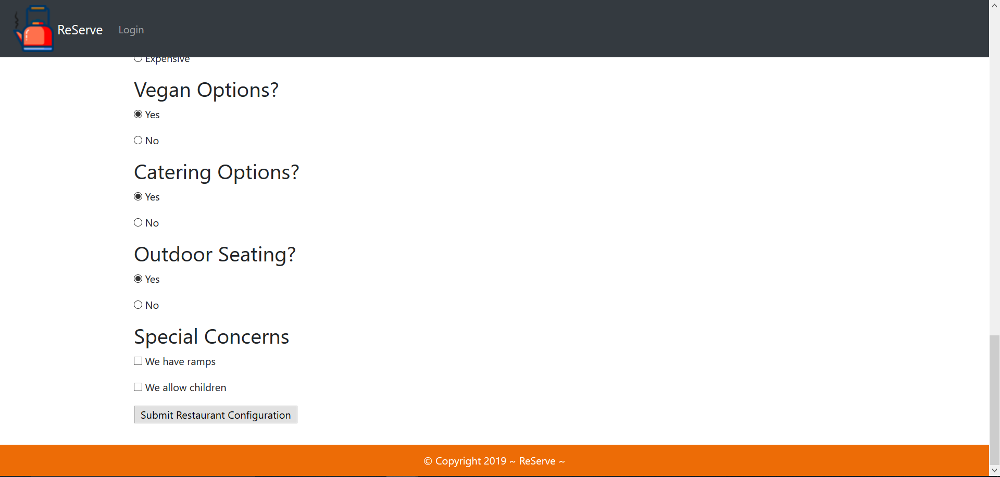 ReServe Login
Expensive
Vegan Options?
Yes
No
Catering Options?
Yes
No
Outdoor Seating?
Yes
No
Special Concerns
We have ramps
We allow children
Submit Restaurant Configuration
© Copyright 2019 ~ ReServe ~